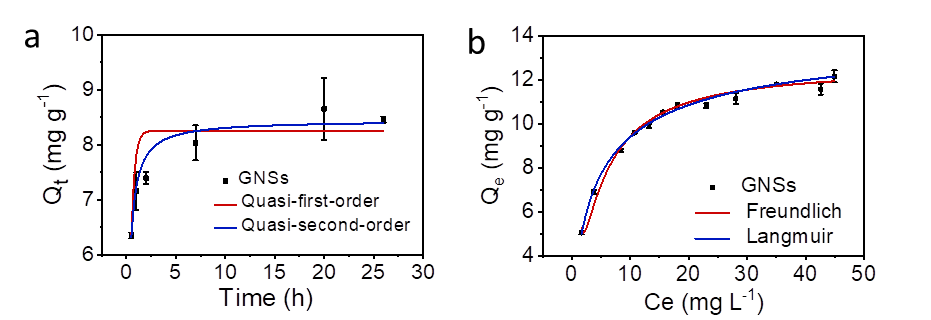 a
10
9
8
7
6
Qt (mg g-1)
GNSs
Quasi-first-order
Quasi-second-order
0 5 10 15 20 25 30
Time (h)
b
14
12
10
8
6
4
Qe (mg g-1)
GNSs
Freundlich
Langmuir
0 10 20 30 40 50
Ce (mg L-1)